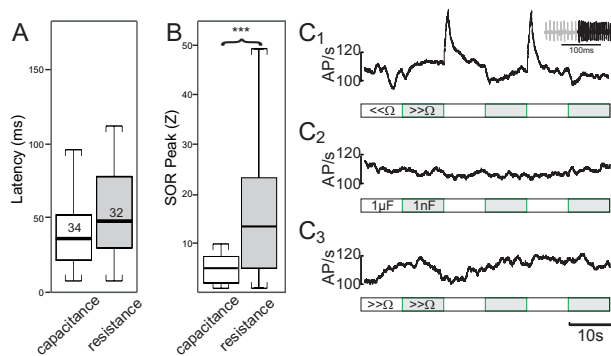 A
Latency (ms)
150
100
50
0
34
32
capacitance
resistance
B
SOR Peak (Z)
50
40
30
20
10
***
capacitance
resistance
C1
AP/s
120
100
100ms
<<Ω >>Ω
C2
AP/s
120
100
1µF 1nF
C3
AP/s
120
100
>>Ω >>Ω
10s